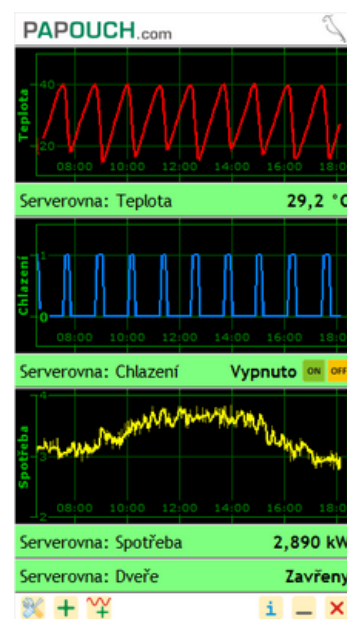 PAPOUCH.com
Teplota
40
20
08:00 10:00 12:00 14:00 16:00 18:0
Serverovna: Teplota 29,2 °C
Chlazení
1
0
08:00 10:00 12:00 14:00 16:00 18:0
Serverovna: Chlazení Vypnuto ON OFF
Spotřeba
4
3
2
08:00 10:00 12:00 14:00 16:00 18:0
Serverovna: Spotřeba 2,890 kW
Serverovna: Dveře Zavřeny